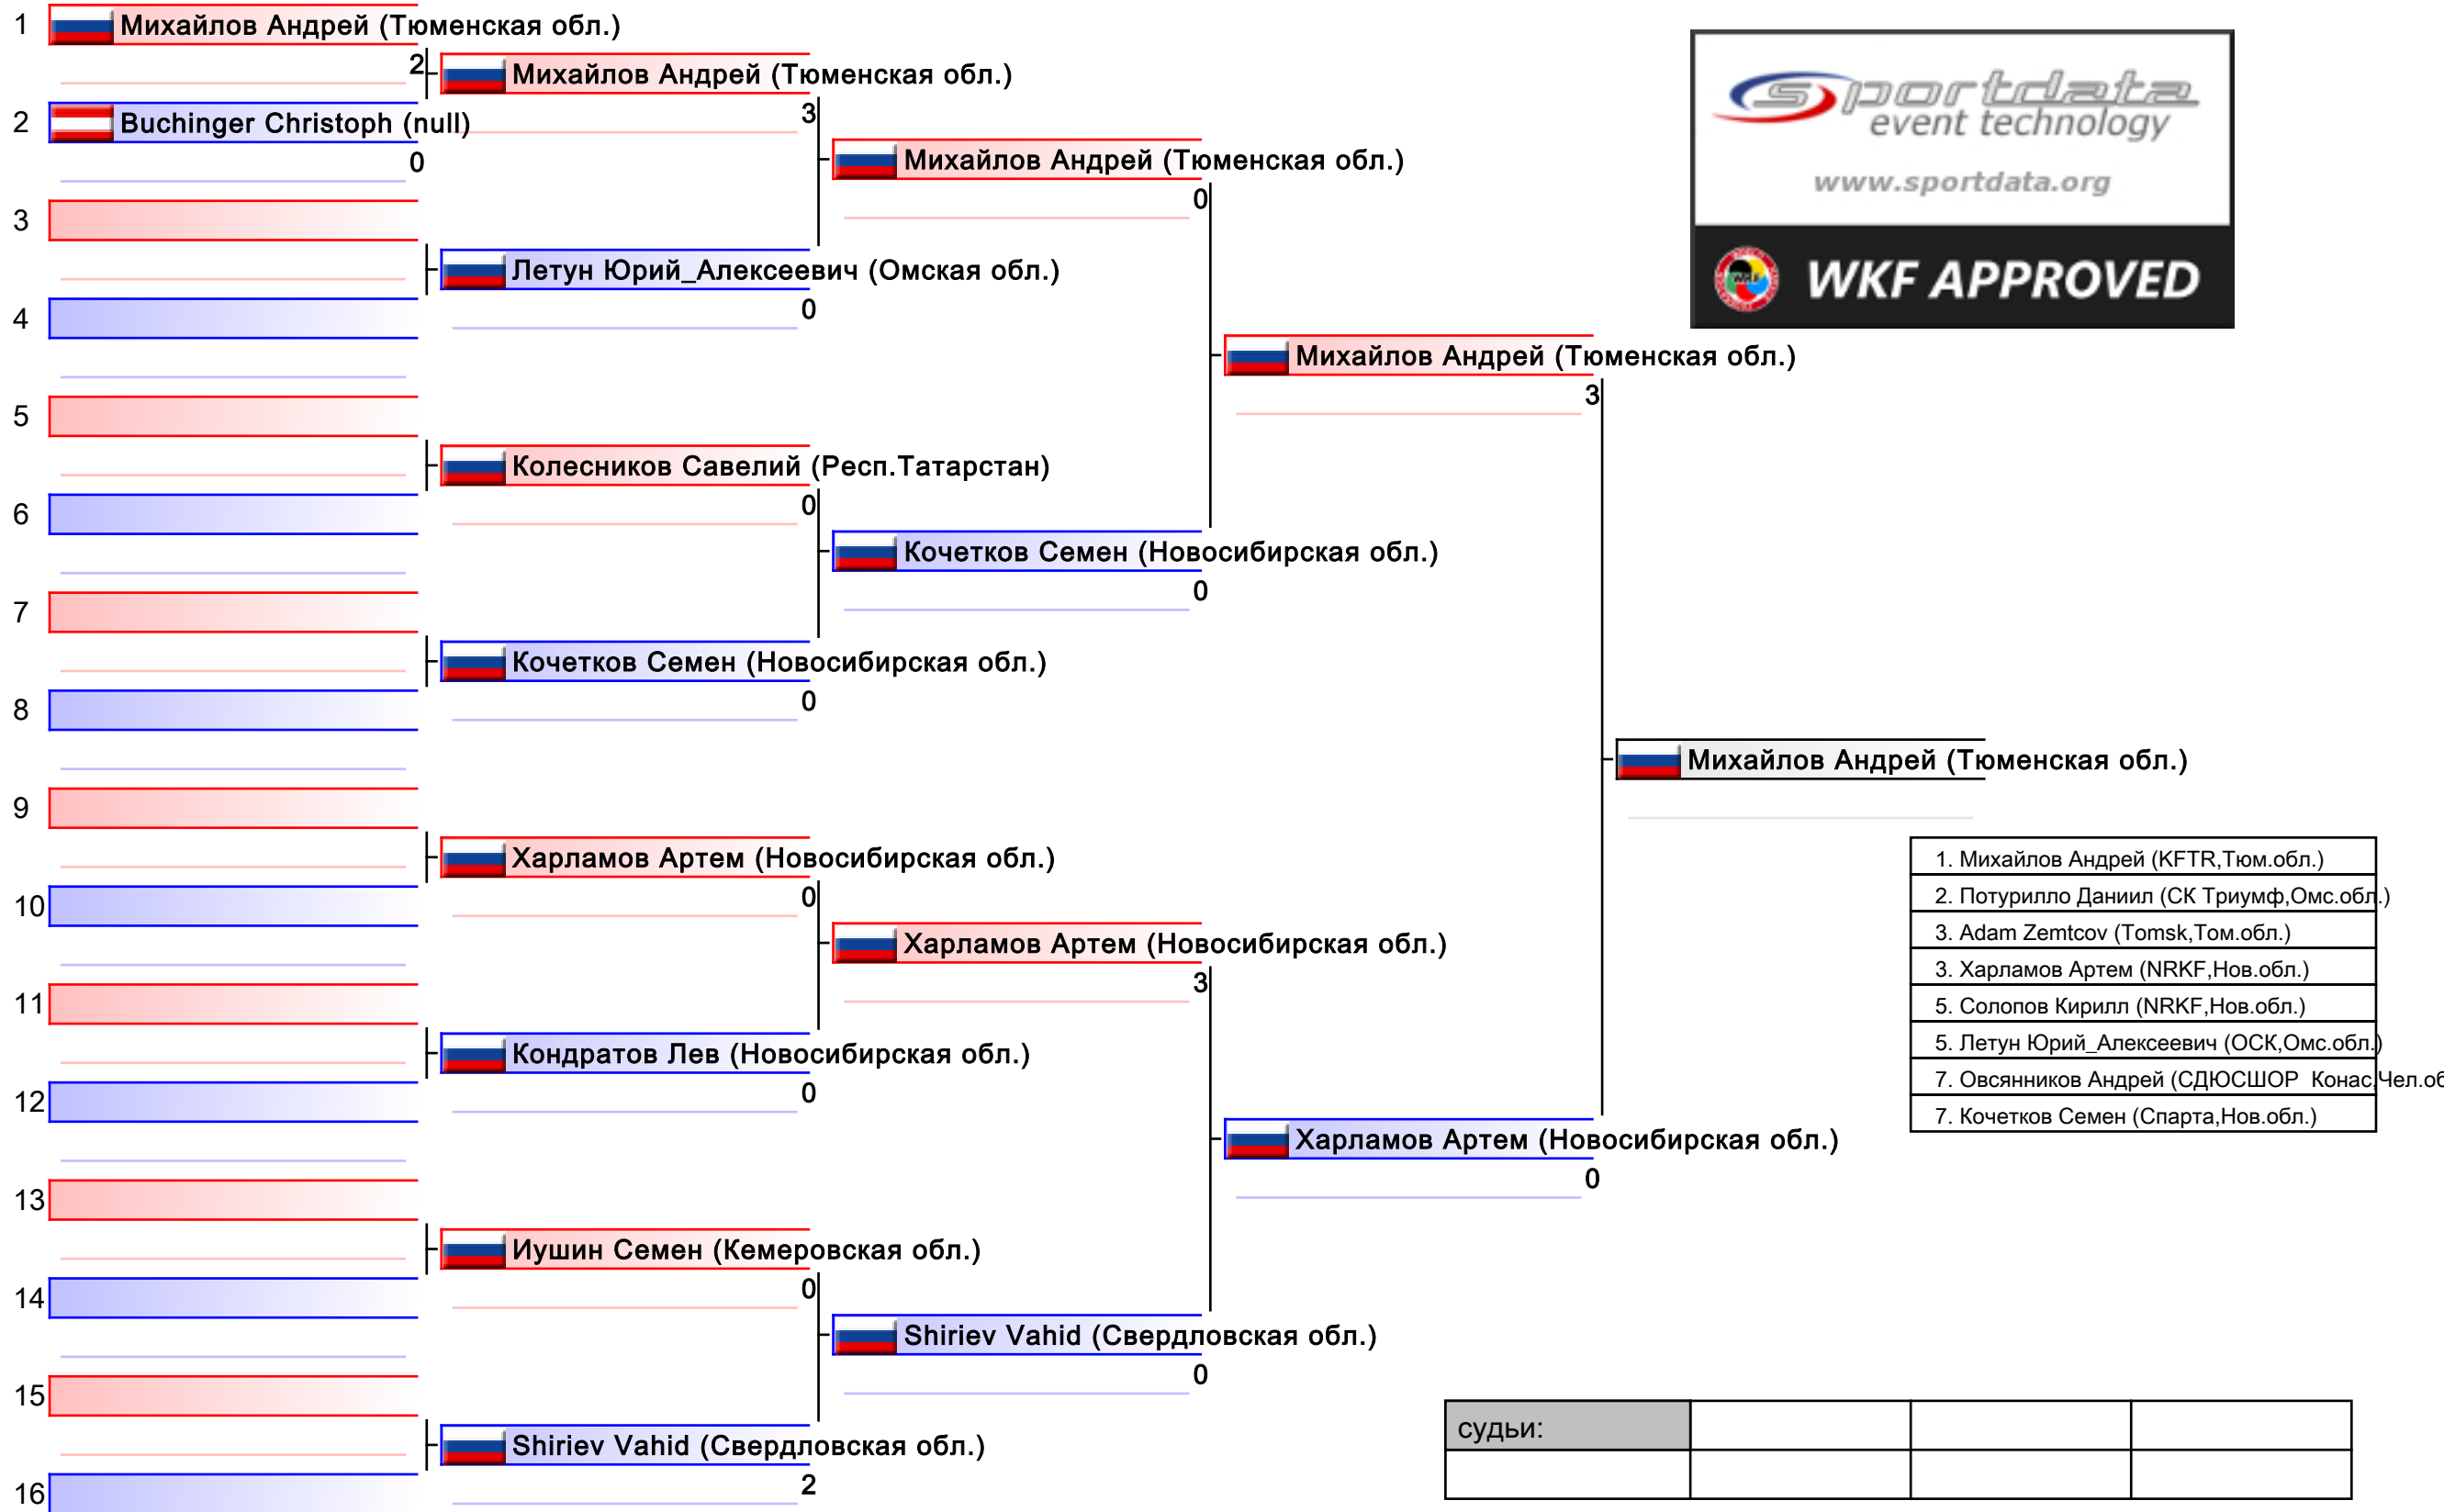 1
Михайлов Андрей (Тюменская обл.)
2
Михайлов Андрей (Тюменская обл.)
2
Buchinger Christoph (null)
0
3
Михайлов Андрей (Тюменская обл.)
0
3
Летун Юрий_Алексеевич (Омская обл.)
0
4
Михайлов Андрей (Тюменская обл.)
3
5
Колесников Савелий (Респ.Татарстан)
0
6
Кочетков Семен (Новосибирская обл.)
0
7
Кочетков Семен (Новосибирская обл.)
0
8
Михайлов Андрей (Тюменская обл.)
9
Харламов Артем (Новосибирская обл.)
0
10
Харламов Артем (Новосибирская обл.)
3
11
Кондратов Лев (Новосибирская обл.)
0
12
Харламов Артем (Новосибирская обл.)
0
13
Иушин Семен (Кемеровская обл.)
0
14
Shiriev Vahid (Свердловская обл.)
0
15
Shiriev Vahid (Свердловская обл.)
2
16
sportdata
event technology
www.sportdata.org
WKF
WKF APPROVED
1. Михайлов Андрей (KFTR,Тюм.обл.)
2. Потурилло Даниил (СК Триумф,Омс.обл.)
3. Adam Zemtcov (Tomsk,Том.обл.)
3. Харламов Артем (NRKF,Нов.обл.)
5. Солопов Кирилл (NRKF,Нов.обл.)
5. Летун Юрий_Алексеевич (ОСК,Омс.обл.)
7. Овсянников Андрей (СДЮСШОР Конас,Чел.об
7. Кочетков Семен (Спарта,Нов.обл.)
судьи: